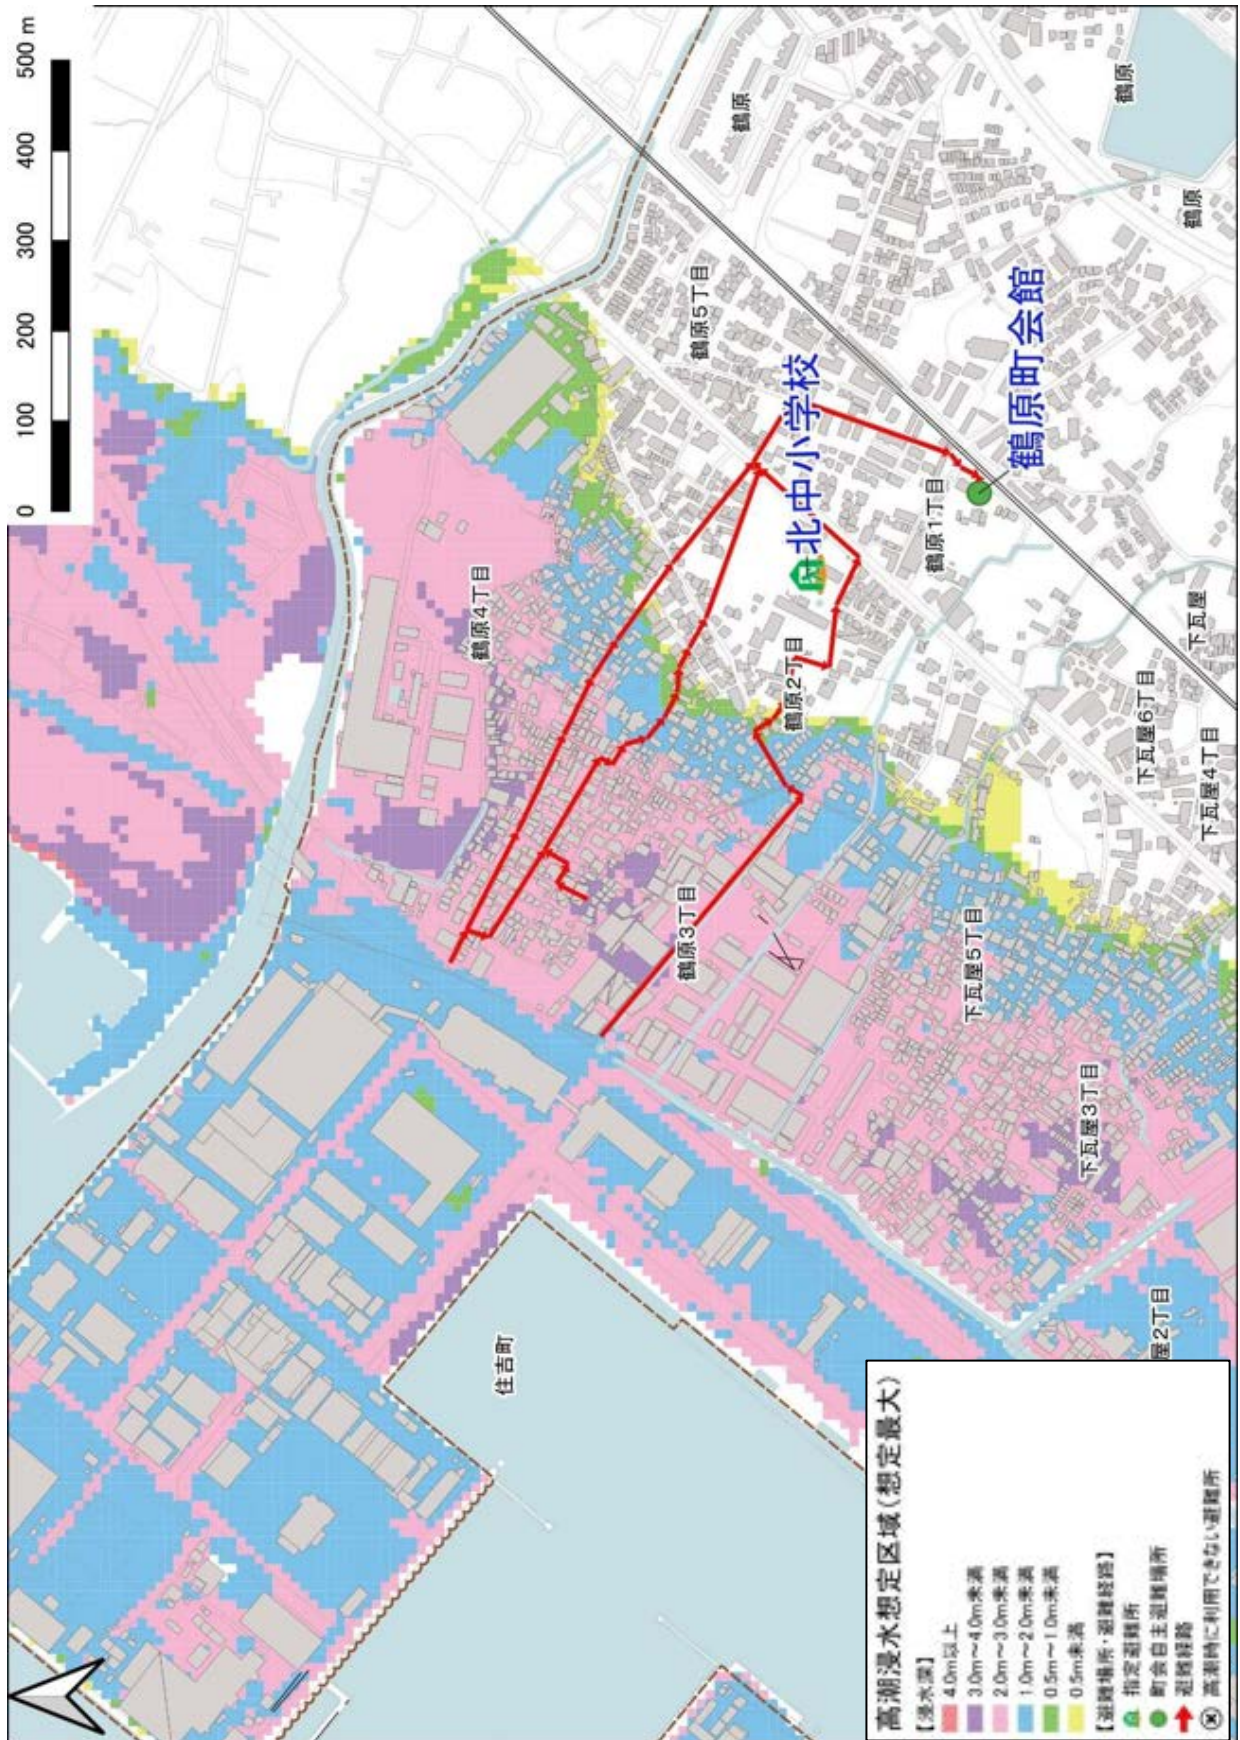 0 100 200 300 400 500 m
鶴原
鶴原
鶴原
鶴原5丁目
鶴原4丁目
北中小学校
鶴原町会館
鶴原1丁目
鶴原2丁目
鶴原3丁目
下瓦屋
下瓦屋6丁目
下瓦屋4丁目
下瓦屋5丁目
下瓦屋3丁目
屋2丁目
住吉町
高潮浸水想定区域(想定最大)
【浸水深】
4.0m以上
3.0m～4.0m未満
2.0m～3.0m未満
1.0m～2.0m未満
0.5m～1.0m未満
0.5m未満
【避難場所・避難経路】
指定避難所
町会自主避難場所
避難経路
高潮時に利用できない避難所